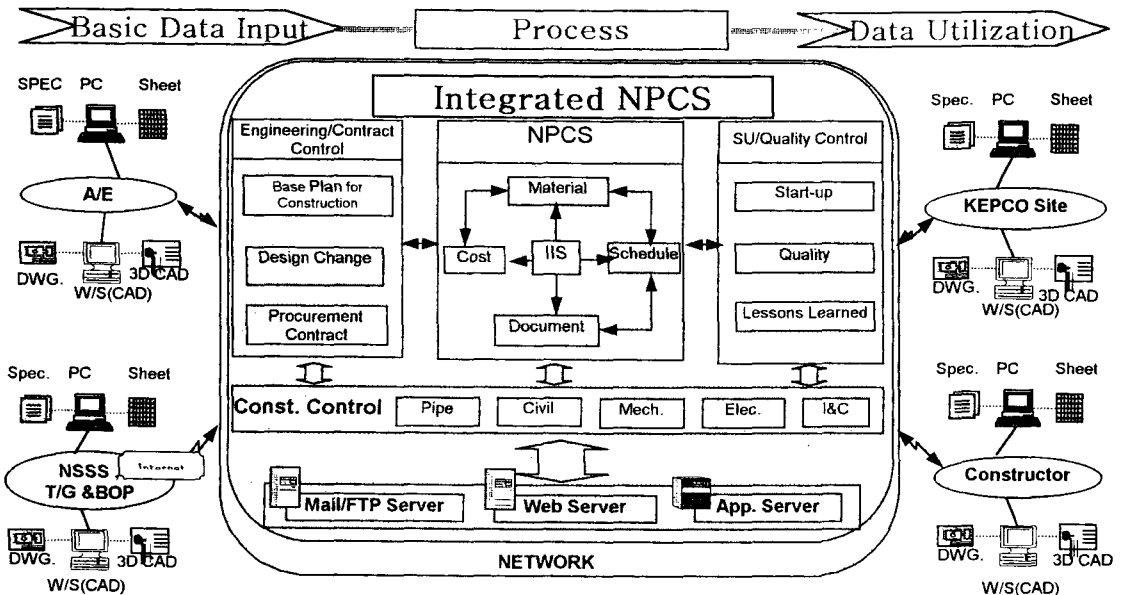 Basic Data Input
Process
Data Utilization
Integrated NPCS
SPEC PC Sheet
A/E
DWG.
W/S(CAD)
3D CAD
Spec. PC Sheet
NSSS
T/G &BOP
Internet
DWG.
W/S(CAD)
3D CAD
Engineering/Contract
Control
Base Plan for
Construction
Design Change
Procurement
Contract
NPCS
Material
Cost
IIS
Schedule
Document
SU/Quality Control
Start-up
Quality
Lessons Learned
Const. Control
Pipe
Civil
Mech.
Elec.
I&C
Mail/FTP Server
Web Server
App. Server
NETWORK
Spec. PC Sheet
KEPCO Site
DWG.
W/S(CAD)
3D CAD
Spec. PC Sheet
Constructor
DWG.
W/S(CAD)
3D CAD